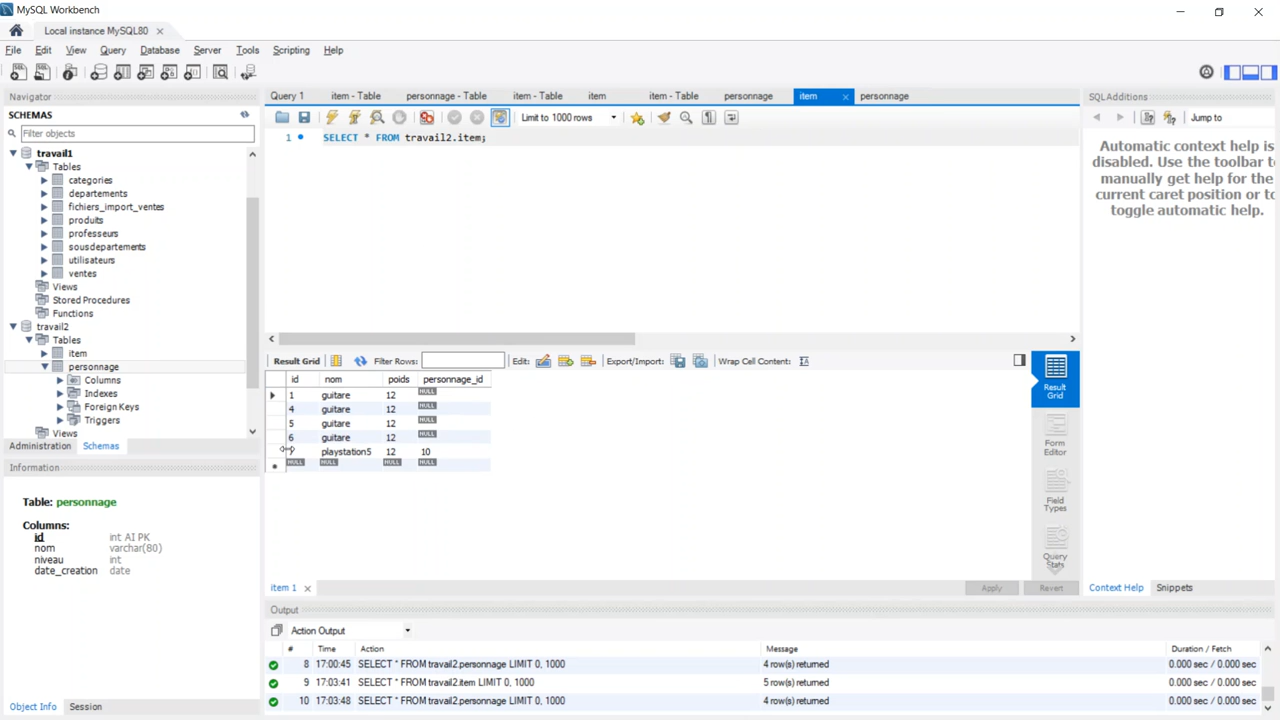 MySQL Workbench
Local instance MySQL80
File Edit View Query Database Server Tools Scripting Help
Navigator
SCHEMAS
Filter objects
travail1
Tables
categories
departements
fichiers_import_ventes
produits
professeurs
sousdepartements
utilisateurs
ventes
Views
Stored Procedures
Functions
travail2
Tables
item
personnage
Columns
Indexes
Foreign Keys
Triggers
Views
Administration Schemas
Information
Table: personnage
Columns:
id int AI PK
nom varchar(80)
niveau int
date_creation date
Object Info Session
Query 1 item - Table personnage - Table item - Table item item - Table personnage item personnage
Limit to 1000 rows
1 SELECT * FROM travail2.item;
Result Grid Filter Rows: Edit: Export/Import: Wrap Cell Content:
id nom poids personnage_id
1 guitare 12 NULL
4 guitare 12 NULL
5 guitare 12 NULL
6 guitare 12 NULL
playstation5 12 10
NULL NULL NULL NULL
Result
Grid
Form
Editor
Field
Types
Query
Stats
item 1 Apply Revert
SQLAdditions
Jump to
Automatic context help is
disabled. Use the toolbar to
manually get help for the
current caret position or to
toggle automatic help.
Context Help Snippets
Output
Action Output
# Time Action Message Duration / Fetch
8 17:00:45 SELECT * FROM travail2.personnage LIMIT 0, 1000 4 row(s) returned 0.000 sec / 0.000 sec
9 17:03:41 SELECT * FROM travail2.item LIMIT 0, 1000 5 row(s) returned 0.000 sec / 0.000 sec
10 17:03:48 SELECT * FROM travail2.personnage LIMIT 0, 1000 4 row(s) returned 0.000 sec / 0.000 sec